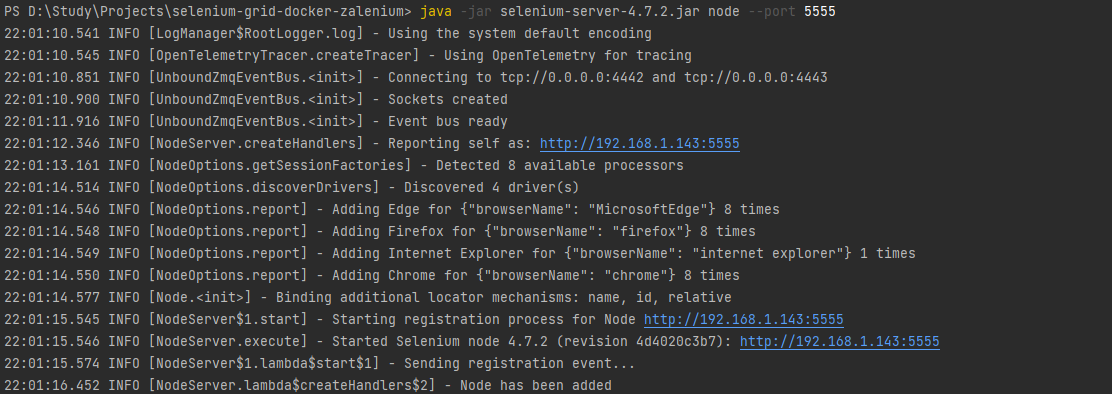 PS D:\Study\Projects\selenium-grid-docker-zalenium> java -jar selenium-server-4.7.2.jar node --port 5555
22:01:10.541 INFO [LogManager$RootLogger.log] - Using the system default encoding
22:01:10.545 INFO [OpenTelemetryTracer.createTracer] - Using OpenTelemetry for tracing
22:01:10.851 INFO [UnboundZmqEventBus.<init>] - Connecting to tcp://0.0.0.0:4442 and tcp://0.0.0.0:4443
22:01:10.900 INFO [UnboundZmqEventBus.<init>] - Sockets created
22:01:11.916 INFO [UnboundZmqEventBus.<init>] - Event bus ready
22:01:12.346 INFO [NodeServer.createHandlers] - Reporting self as: http://192.168.1.143:5555
22:01:13.161 INFO [NodeOptions.getSessionFactories] - Detected 8 available processors
22:01:14.514 INFO [NodeOptions.discoverDrivers] - Discovered 4 driver(s)
22:01:14.546 INFO [NodeOptions.report] - Adding Edge for {"browserName": "MicrosoftEdge"} 8 times
22:01:14.548 INFO [NodeOptions.report] - Adding Firefox for {"browserName": "firefox"} 8 times
22:01:14.549 INFO [NodeOptions.report] - Adding Internet Explorer for {"browserName": "internet explorer"} 1 times
22:01:14.550 INFO [NodeOptions.report] - Adding Chrome for {"browserName": "chrome"} 8 times
22:01:14.577 INFO [Node.<init>] - Binding additional locator mechanisms: name, id, relative
22:01:15.545 INFO [NodeServer$1.start] - Starting registration process for Node http://192.168.1.143:5555
22:01:15.546 INFO [NodeServer.execute] - Started Selenium node 4.7.2 (revision 4d4020c3b7): http://192.168.1.143:5555
22:01:15.574 INFO [NodeServer$1.lambda$start$1] - Sending registration event...
22:01:16.452 INFO [NodeServer.lambda$createHandlers$2] - Node has been added